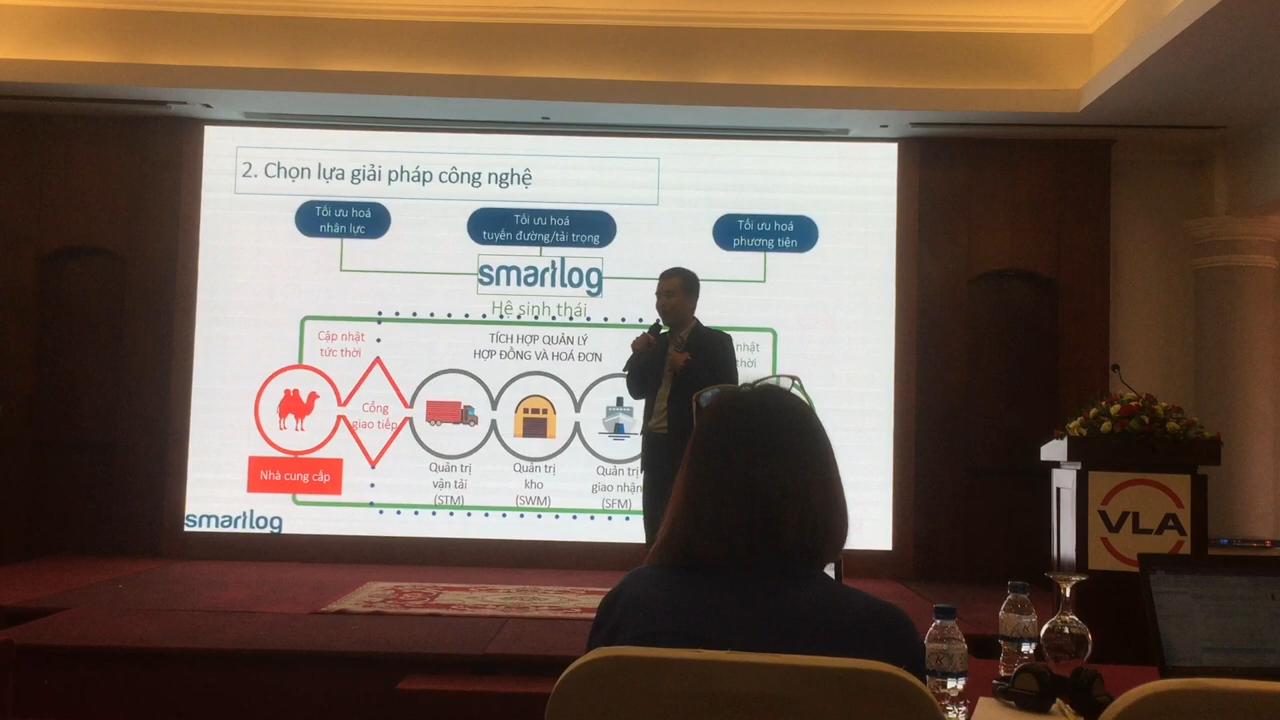 2. Chọn lựa giải pháp công nghệ
Tối ưu hoá
nhân lực
Tối ưu hoá
tuyến đường/tải trọng
Tối ưu hoá
phương tiện
smartlog
Hệ sinh thái
Cập nhật
tức thời
TÍCH HỢP QUẢN LÝ
HỢP ĐỒNG VÀ HOÁ ĐƠN
nhật
thời
Cổng
giao tiếp
Nhà cung cấp
Quản trị
vận tải
(STM)
Quản trị
kho
(SWM)
Quản trị
giao nhận
(SFM)
smartlog
VLA